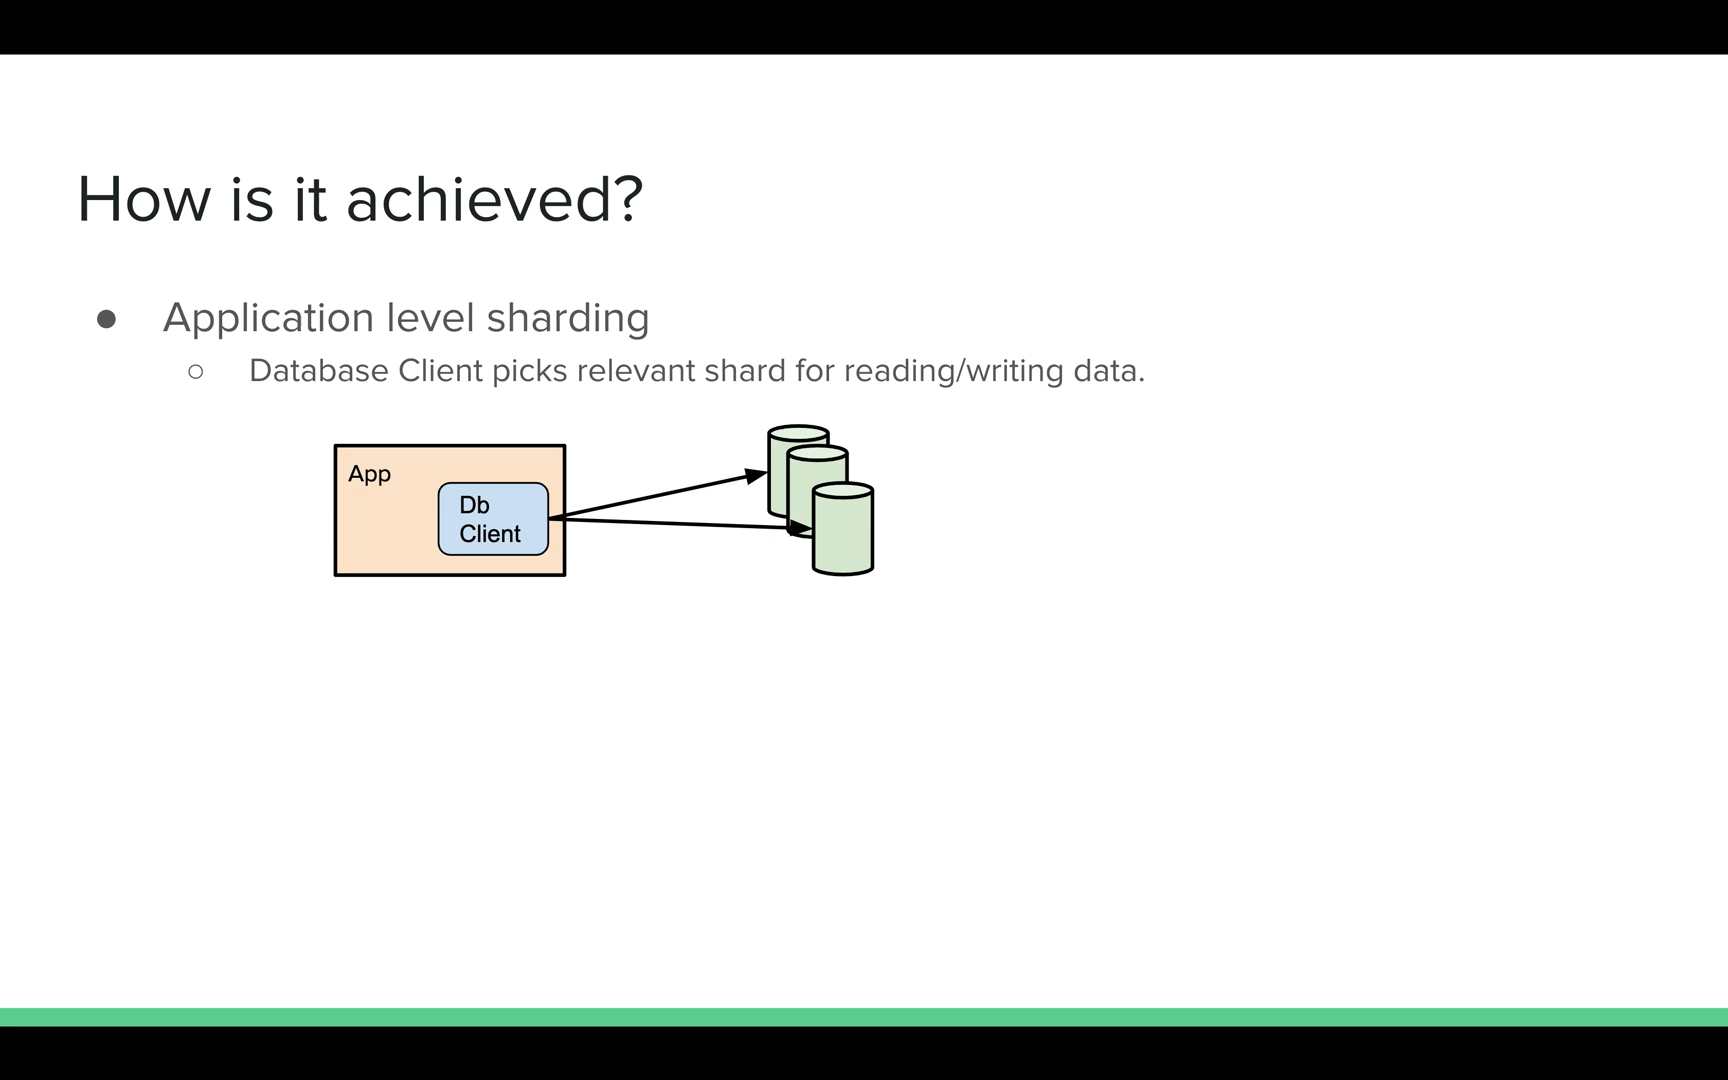 How is it achieved?
● Application level sharding
○ Database Client picks relevant shard for reading/writing data.
App
Db
Client